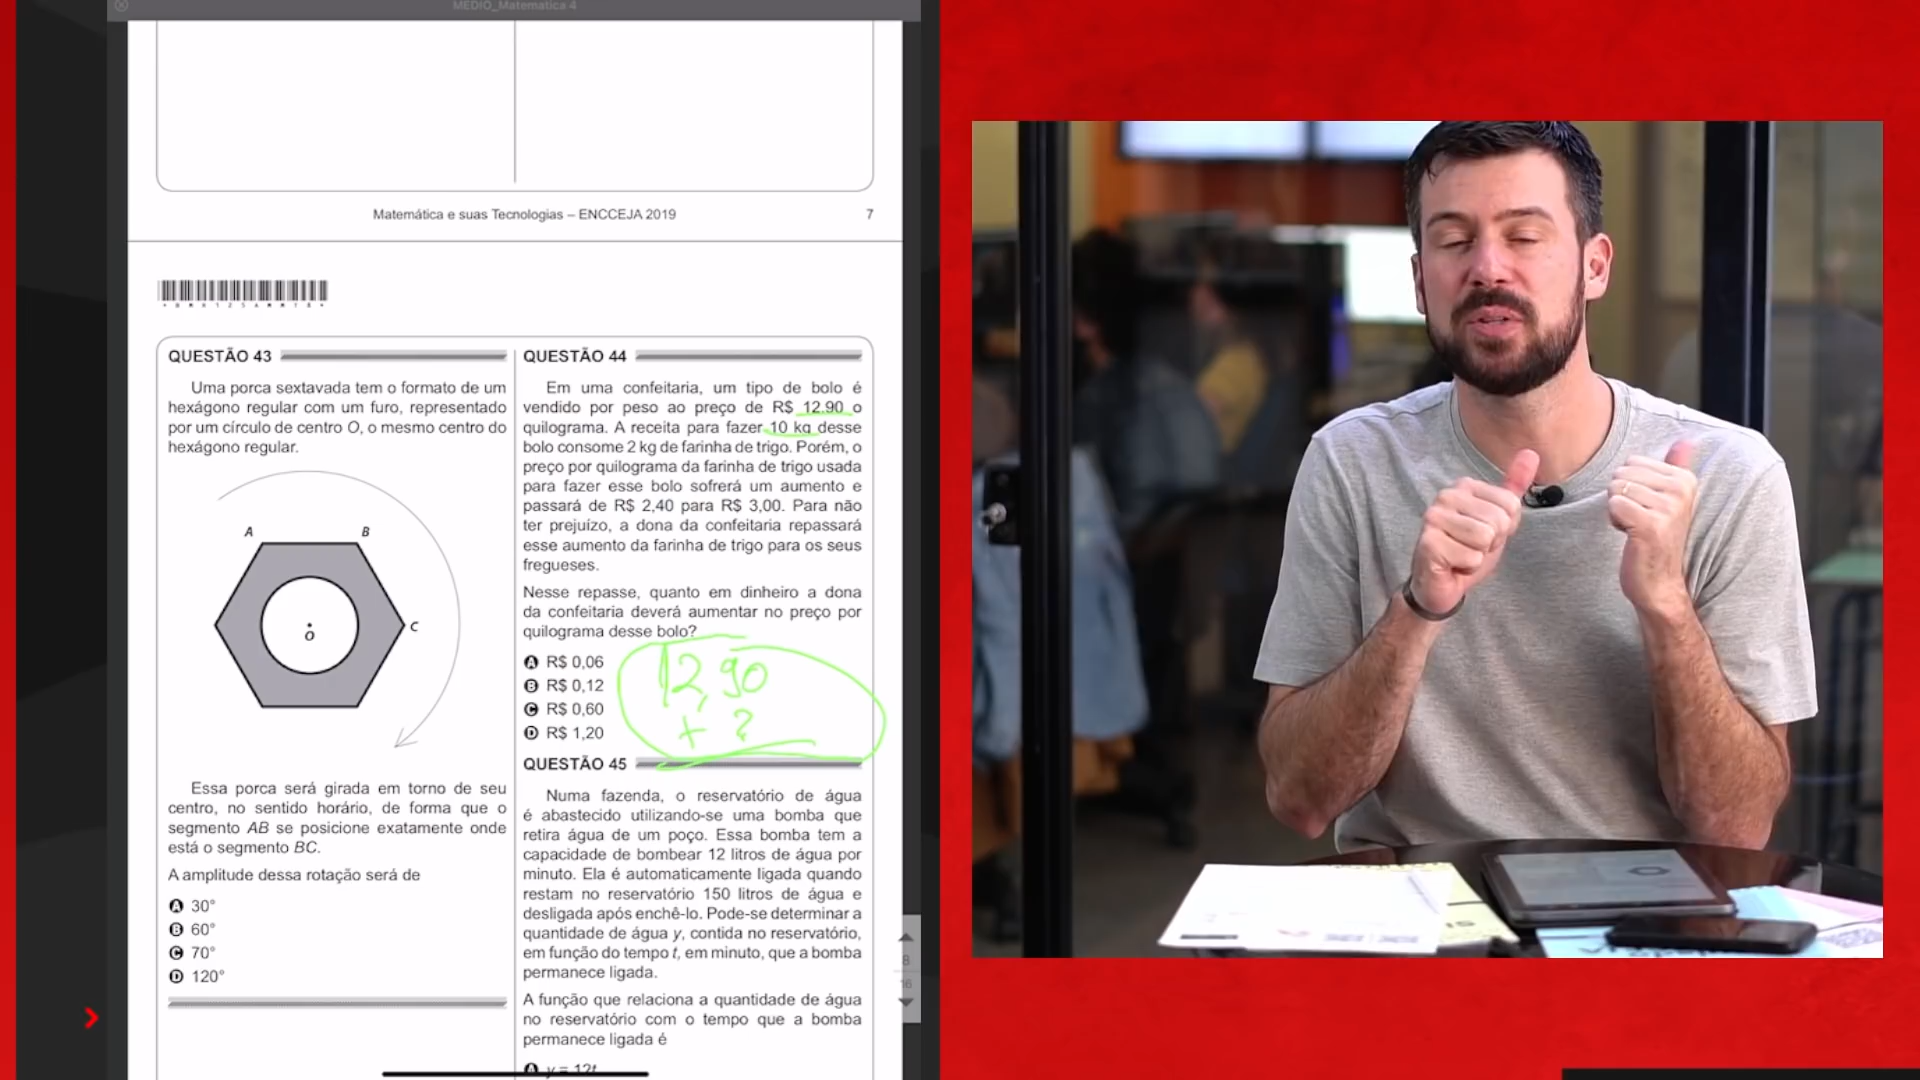 MEDIO_Matematica 4
Matemática e suas Tecnologias – ENCCEJA 2019
7
QUESTÃO 43
Uma porca sextavada tem o formato de um
hexágono regular com um furo, representado
por um círculo de centro O, o mesmo centro do
hexágono regular.
A
B
C
O
Essa porca será girada em torno de seu
centro, no sentido horário, de forma que o
segmento AB se posicione exatamente onde
está o segmento BC.
A amplitude dessa rotação será de
A 30°
B 60°
C 70°
D 120°
QUESTÃO 44
Em uma confeitaria, um tipo de bolo é
vendido por peso ao preço de R$ 12,90 o
quilograma. A receita para fazer 10 kg desse
bolo consome 2 kg de farinha de trigo. Porém, o
preço por quilograma da farinha de trigo usada
para fazer esse bolo sofrerá um aumento e
passará de R$ 2,40 para R$ 3,00. Para não
ter prejuízo, a dona da confeitaria repassará
esse aumento da farinha de trigo para os seus
fregueses.
Nesse repasse, quanto em dinheiro a dona
da confeitaria deverá aumentar no preço por
quilograma desse bolo?
A R$ 0,06
B R$ 0,12
C R$ 0,60
D R$ 1,20
12,90
+ ?
QUESTÃO 45
Numa fazenda, o reservatório de água
é abastecido utilizando-se uma bomba que
retira água de um poço. Essa bomba tem a
capacidade de bombear 12 litros de água por
minuto. Ela é automaticamente ligada quando
restam no reservatório 150 litros de água e
desligada após enchê-lo. Pode-se determinar a
quantidade de água y, contida no reservatório,
em função do tempo t, em minuto, que a bomba
permanece ligada.
A função que relaciona a quantidade de água
no reservatório com o tempo que a bomba
permanece ligada é
A y = 12t
8
16